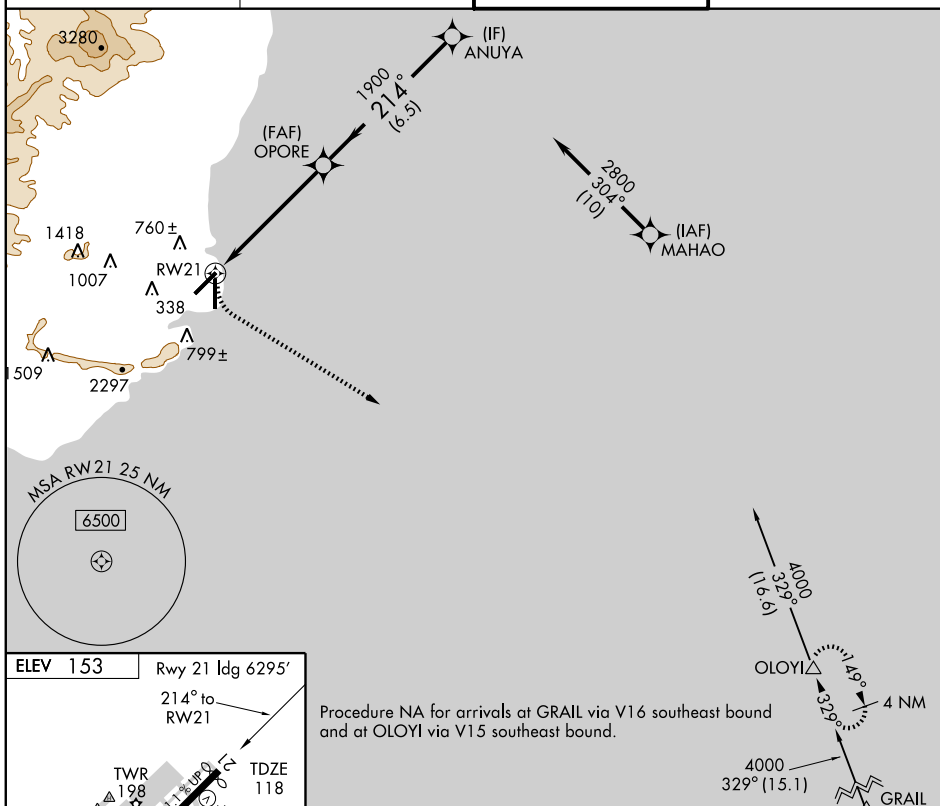 3280
(IF)
ANUYA
1900
214°
(6.5)
(FAF)
OPORE
2800
304°
(10)
(IAF)
MAHAO
1418
760±
1007
RW21
338
799±
1509
2297
MSA RW21 25 NM
6500
4000
329°
(16.6)
OLOYI
149°
4 NM
329°
4000
329° (15.1)
GRAIL
Procedure NA for arrivals at GRAIL via V16 southeast bound
and at OLOYI via V15 southeast bound.
ELEV 153
Rwy 21 ldg 6295'
214° to
RW21
TWR
198
1.1% UP
21
TDZE
118
A